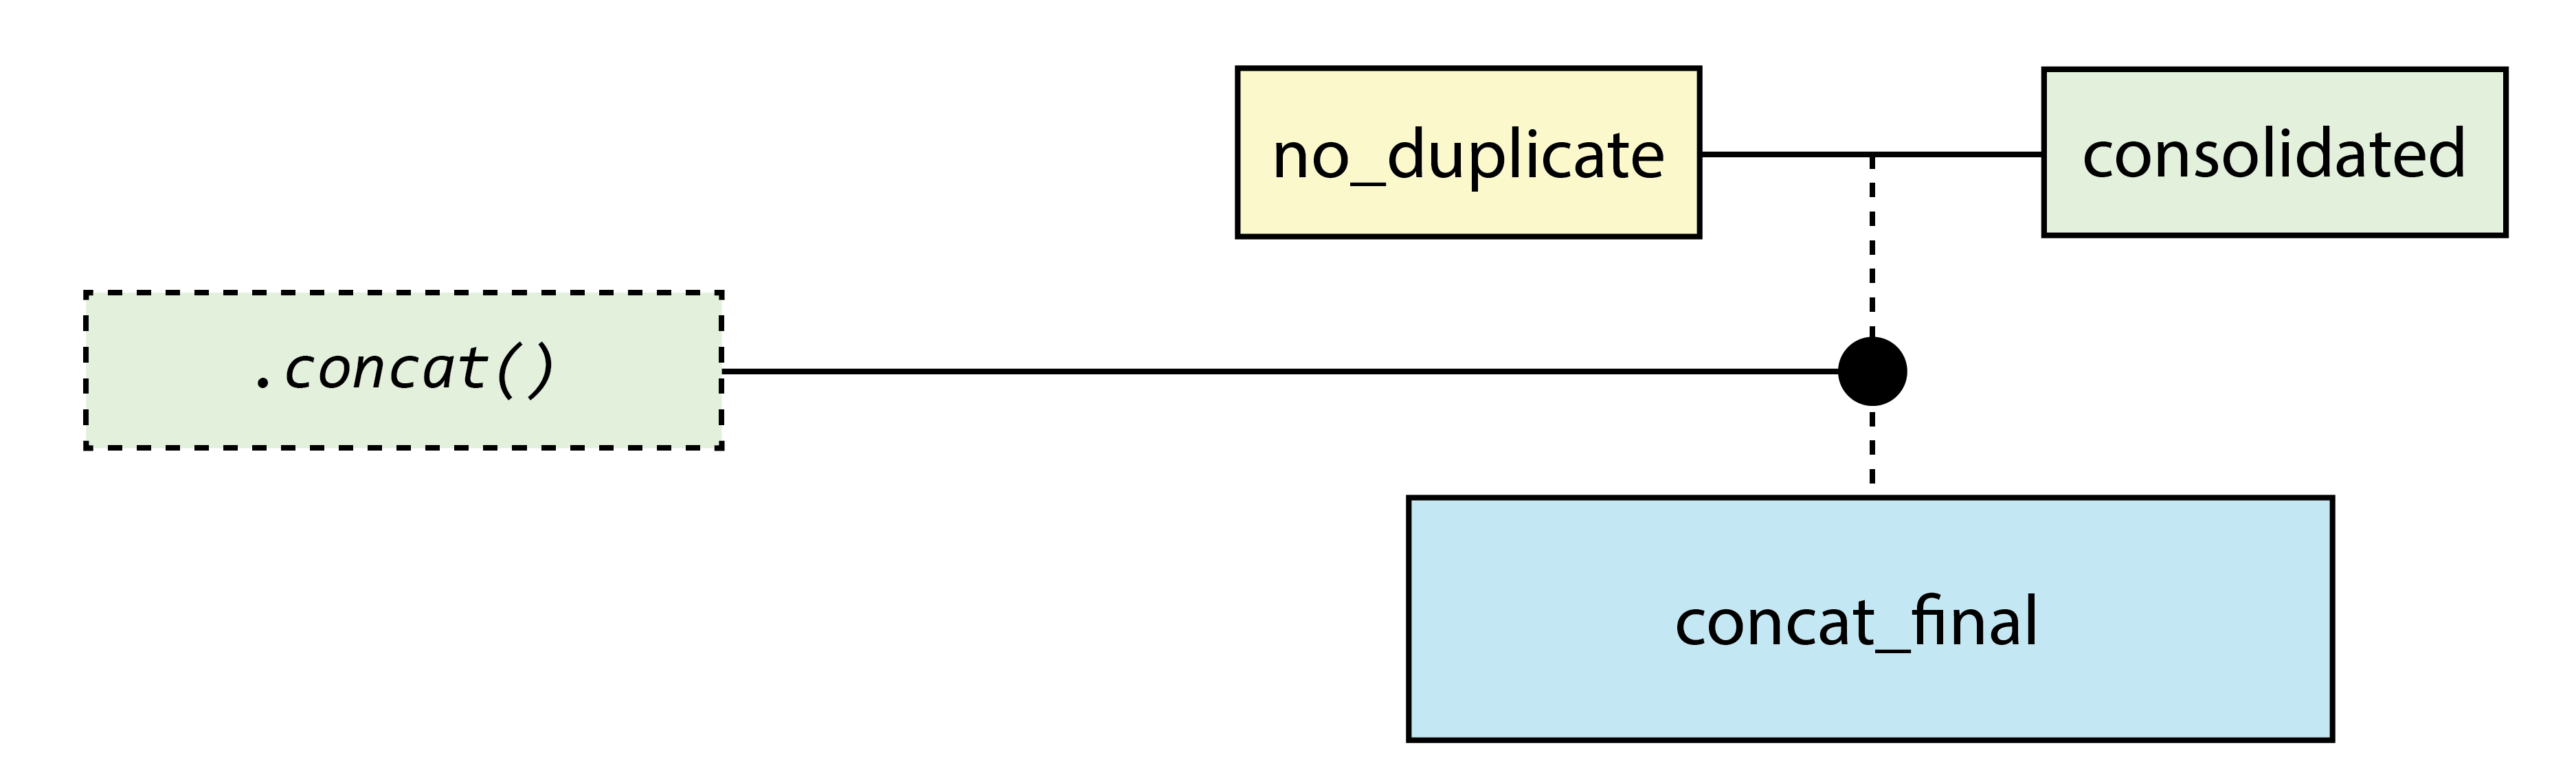 no_duplicate
consolidated
.concat()
concat_final